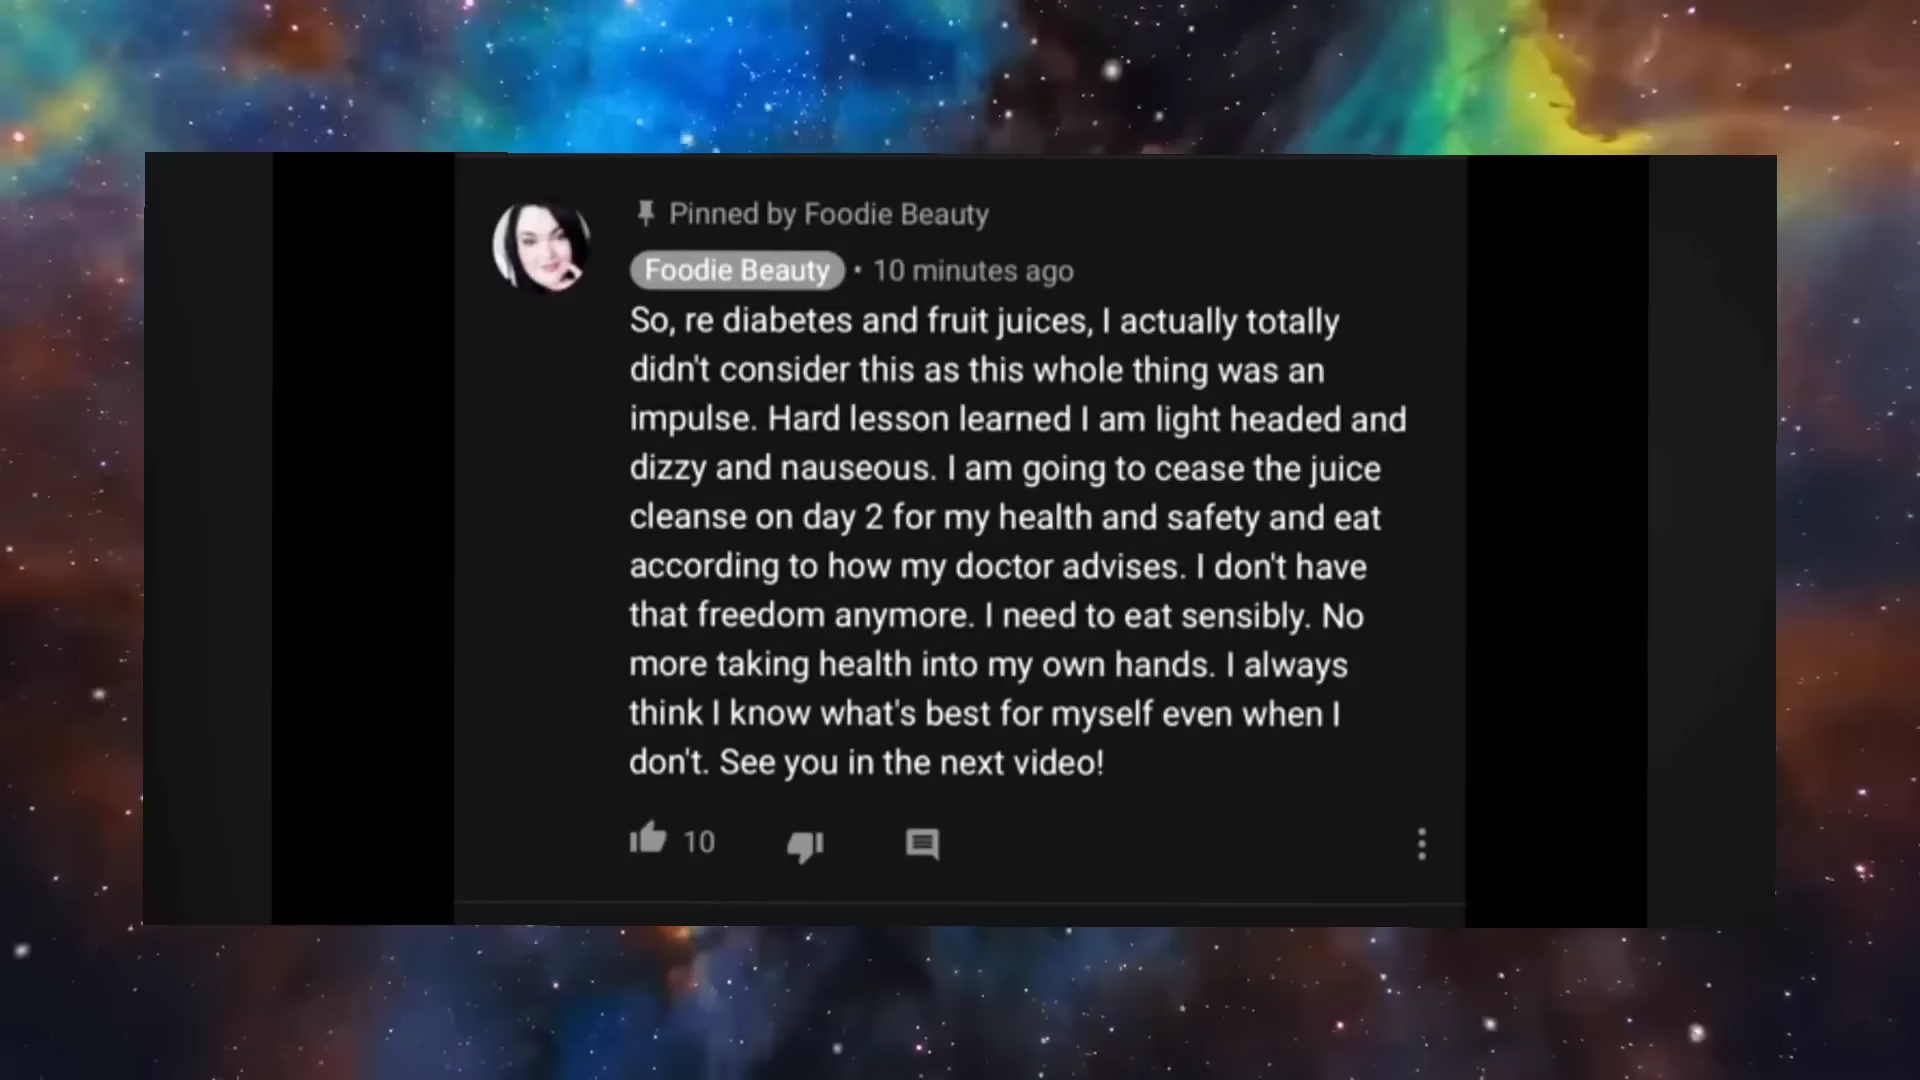 Pinned by Foodie Beauty
Foodie Beauty • 10 minutes ago
So, re diabetes and fruit juices, I actually totally
didn't consider this as this whole thing was an
impulse. Hard lesson learned I am light headed and
dizzy and nauseous. I am going to cease the juice
cleanse on day 2 for my health and safety and eat
according to how my doctor advises. I don't have
that freedom anymore. I need to eat sensibly. No
more taking health into my own hands. I always
think I know what's best for myself even when I
don't. See you in the next video!
10